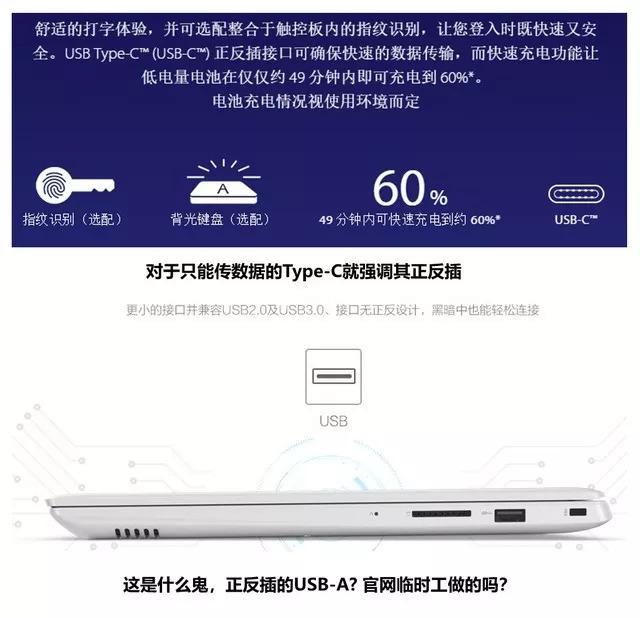 舒适的打字体验，并可选配整合于触控板内的指纹识别，让您登入时既快速又安
全。USB Type-C™ (USB-C™) 正反插接口可确保快速的数据传输，而快速充电功能让
低电量电池在仅仅约 49 分钟内即可充电到 60%*。
电池充电情况视使用环境而定
A
60%
指纹识别（选配）
背光键盘（选配）
49 分钟内可快速充电到约 60%*
USB-C™
对于只能传数据的Type-C就强调其正反插
更小的接口并兼容USB2.0及USB3.0、接口无正反设计，黑暗中也能轻松连接
USB
这是什么鬼，正反插的USB-A? 官网临时工做的吗?